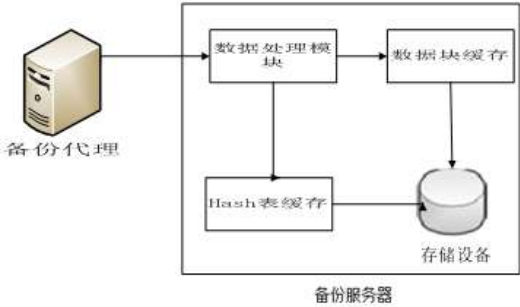 数据处理模
块
数据块缓存
备份代理
Hash表缓存
存储设备
备份服务器